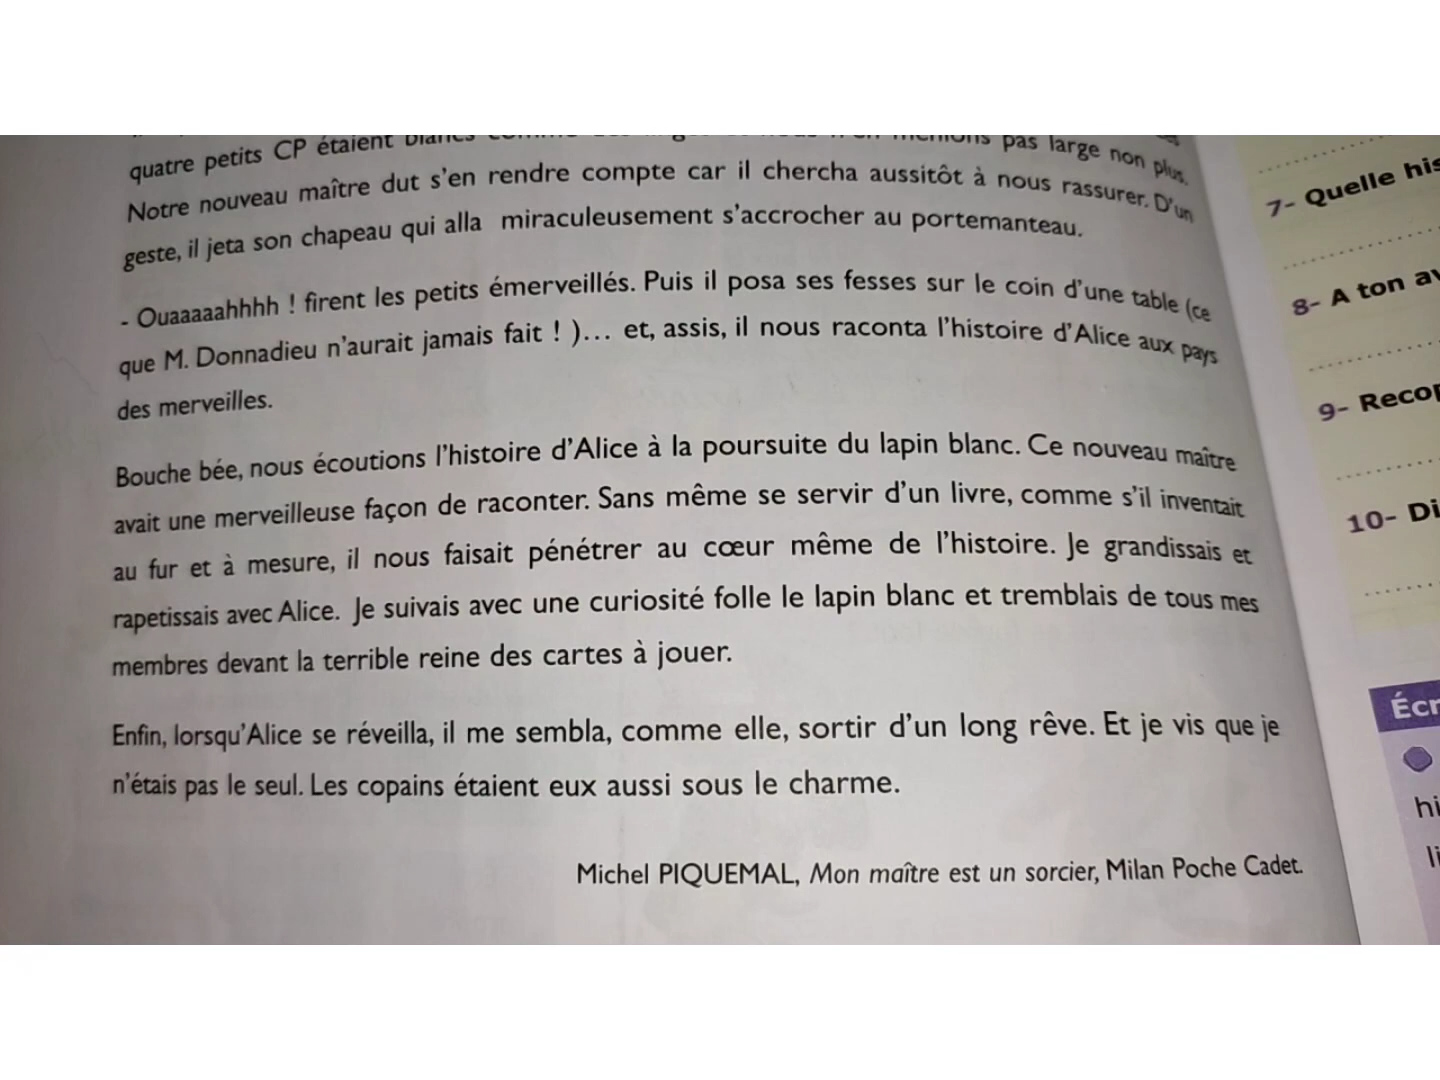 quatre petits CP étaient blancs pas large non plus.
Notre nouveau maître dut s'en rendre compte car il chercha aussitôt à nous rassurer. D'un
geste, il jeta son chapeau qui alla miraculeusement s'accrocher au portemanteau.
- Ouaaaaahhhh ! firent les petits émerveillés. Puis il posa ses fesses sur le coin d'une table (ce
que M. Donnadieu n'aurait jamais fait ! )... et, assis, il nous raconta l'histoire d'Alice aux pays
des merveilles.
Bouche bée, nous écoutions l'histoire d'Alice à la poursuite du lapin blanc. Ce nouveau maître
avait une merveilleuse façon de raconter. Sans même se servir d'un livre, comme s'il inventait
au fur et à mesure, il nous faisait pénétrer au cœur même de l'histoire. Je grandissais et
rapetissais avec Alice. Je suivais avec une curiosité folle le lapin blanc et tremblais de tous mes
membres devant la terrible reine des cartes à jouer.
Enfin, lorsqu'Alice se réveilla, il me sembla, comme elle, sortir d'un long rêve. Et je vis que je
n'étais pas le seul. Les copains étaient eux aussi sous le charme.
Michel PIQUEMAL, Mon maître est un sorcier, Milan Poche Cadet.
7- Quelle his
8- A ton av
9- Recop
10- Di
Écr
hi
li